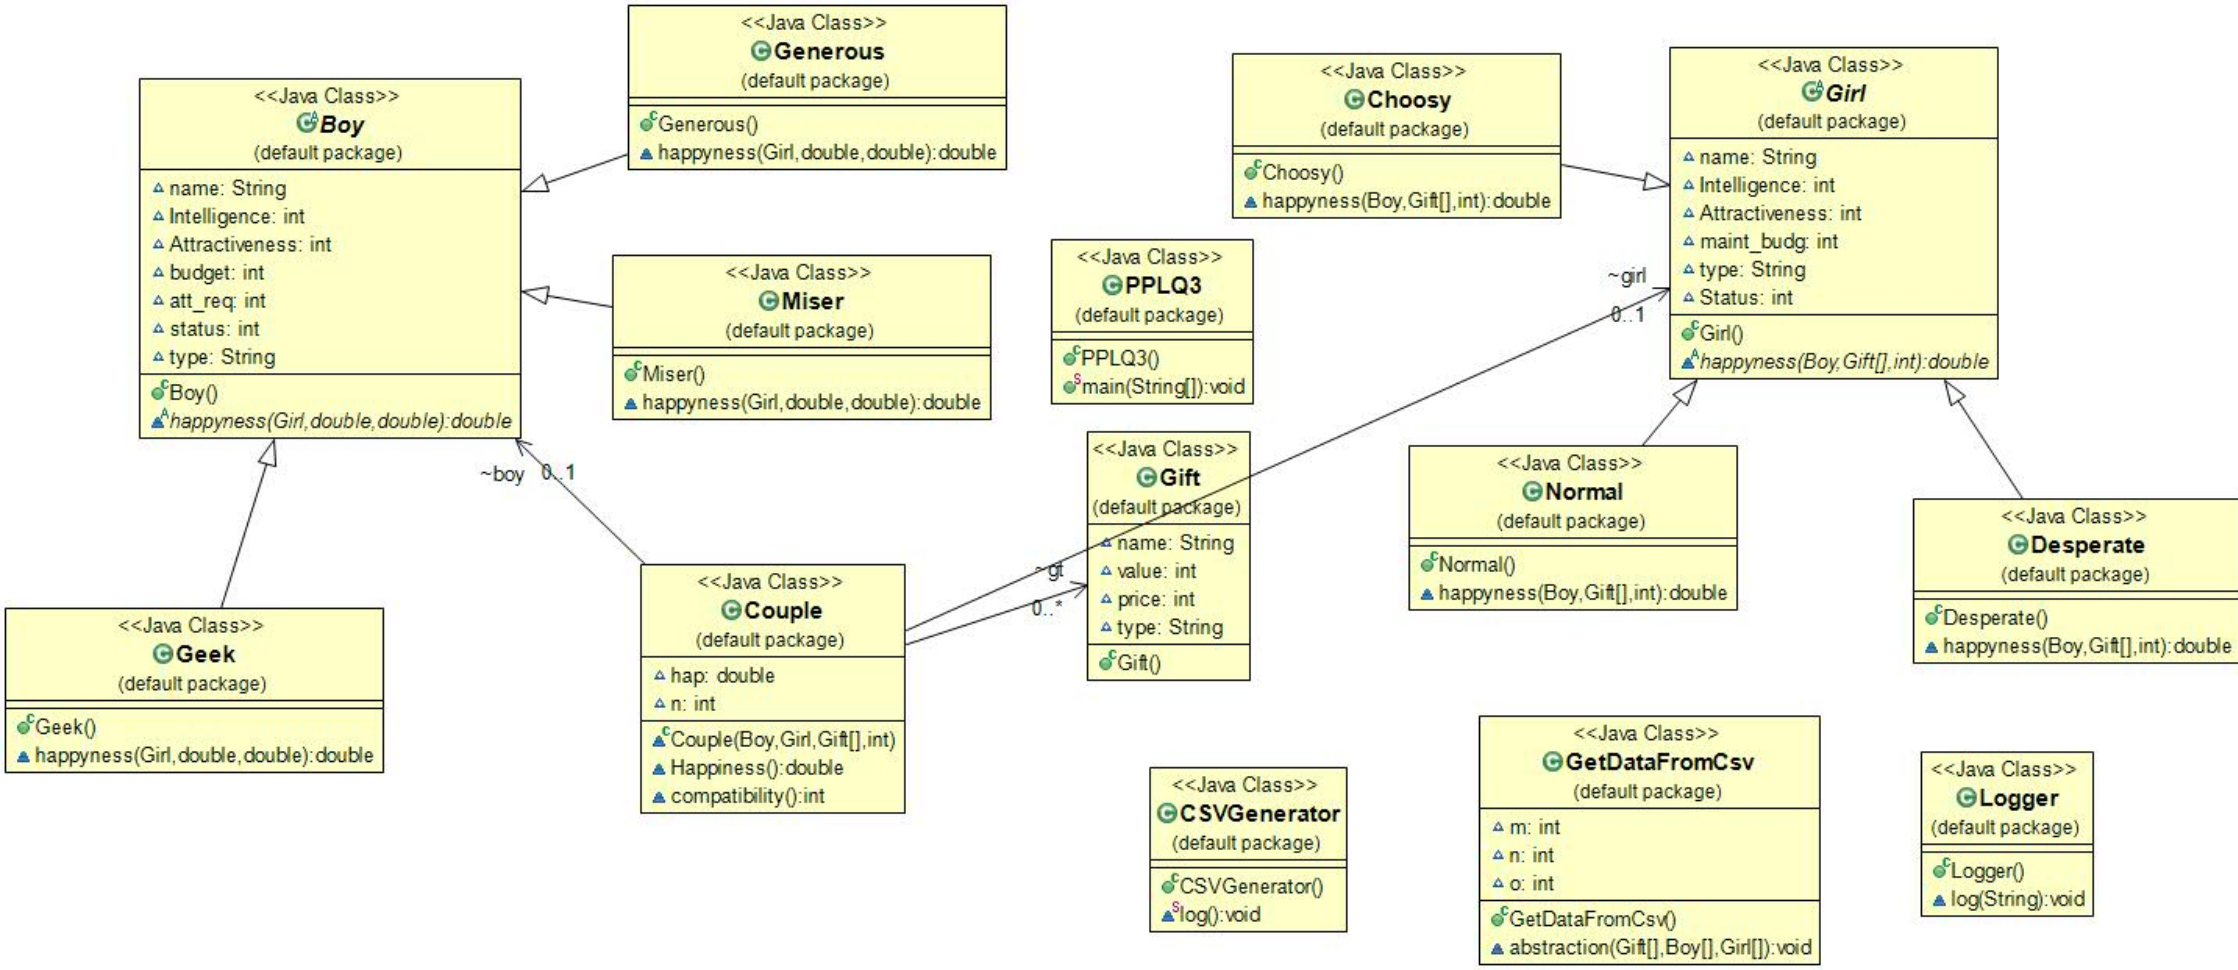 <<Java Class>>
Generous
(default package)
Generous()
happyness(Girl,double,double):double
<<Java Class>>
Boy
(default package)
name: String
Intelligence: int
Attractiveness: int
budget: int
att_req: int
status: int
type: String
Boy()
happyness(Girl,double,double):double
<<Java Class>>
Miser
(default package)
Miser()
happyness(Girl,double,double):double
~boy 0..1
<<Java Class>>
Geek
(default package)
Geek()
happyness(Girl,double,double):double
<<Java Class>>
Couple
(default package)
hap: double
n: int
Couple(Boy,Girl,Gift[],int)
Happiness():double
compatibility():int
<<Java Class>>
PPLQ3
(default package)
PPLQ3()
main(String[]):void
<<Java Class>>
Gift
(default package)
name: String
value: int
price: int
type: String
Gift()
~gt
0..*
<<Java Class>>
Choosy
(default package)
Choosy()
happyness(Boy,Gift[],int):double
<<Java Class>>
Girl
(default package)
name: String
Intelligence: int
Attractiveness: int
maint_budg: int
type: String
Status: int
Girl()
happyness(Boy,Gift[],int):double
~girl
0..1
<<Java Class>>
Normal
(default package)
Normal()
happyness(Boy,Gift[],int):double
<<Java Class>>
Desperate
(default package)
Desperate()
happyness(Boy,Gift[],int):double
<<Java Class>>
CSVGenerator
(default package)
CSVGenerator()
log():void
<<Java Class>>
GetDataFromCsv
(default package)
m: int
n: int
o: int
GetDataFromCsv()
abstraction(Gift[],Boy[],Girl[]):void
<<Java Class>>
Logger
(default package)
Logger()
log(String):void